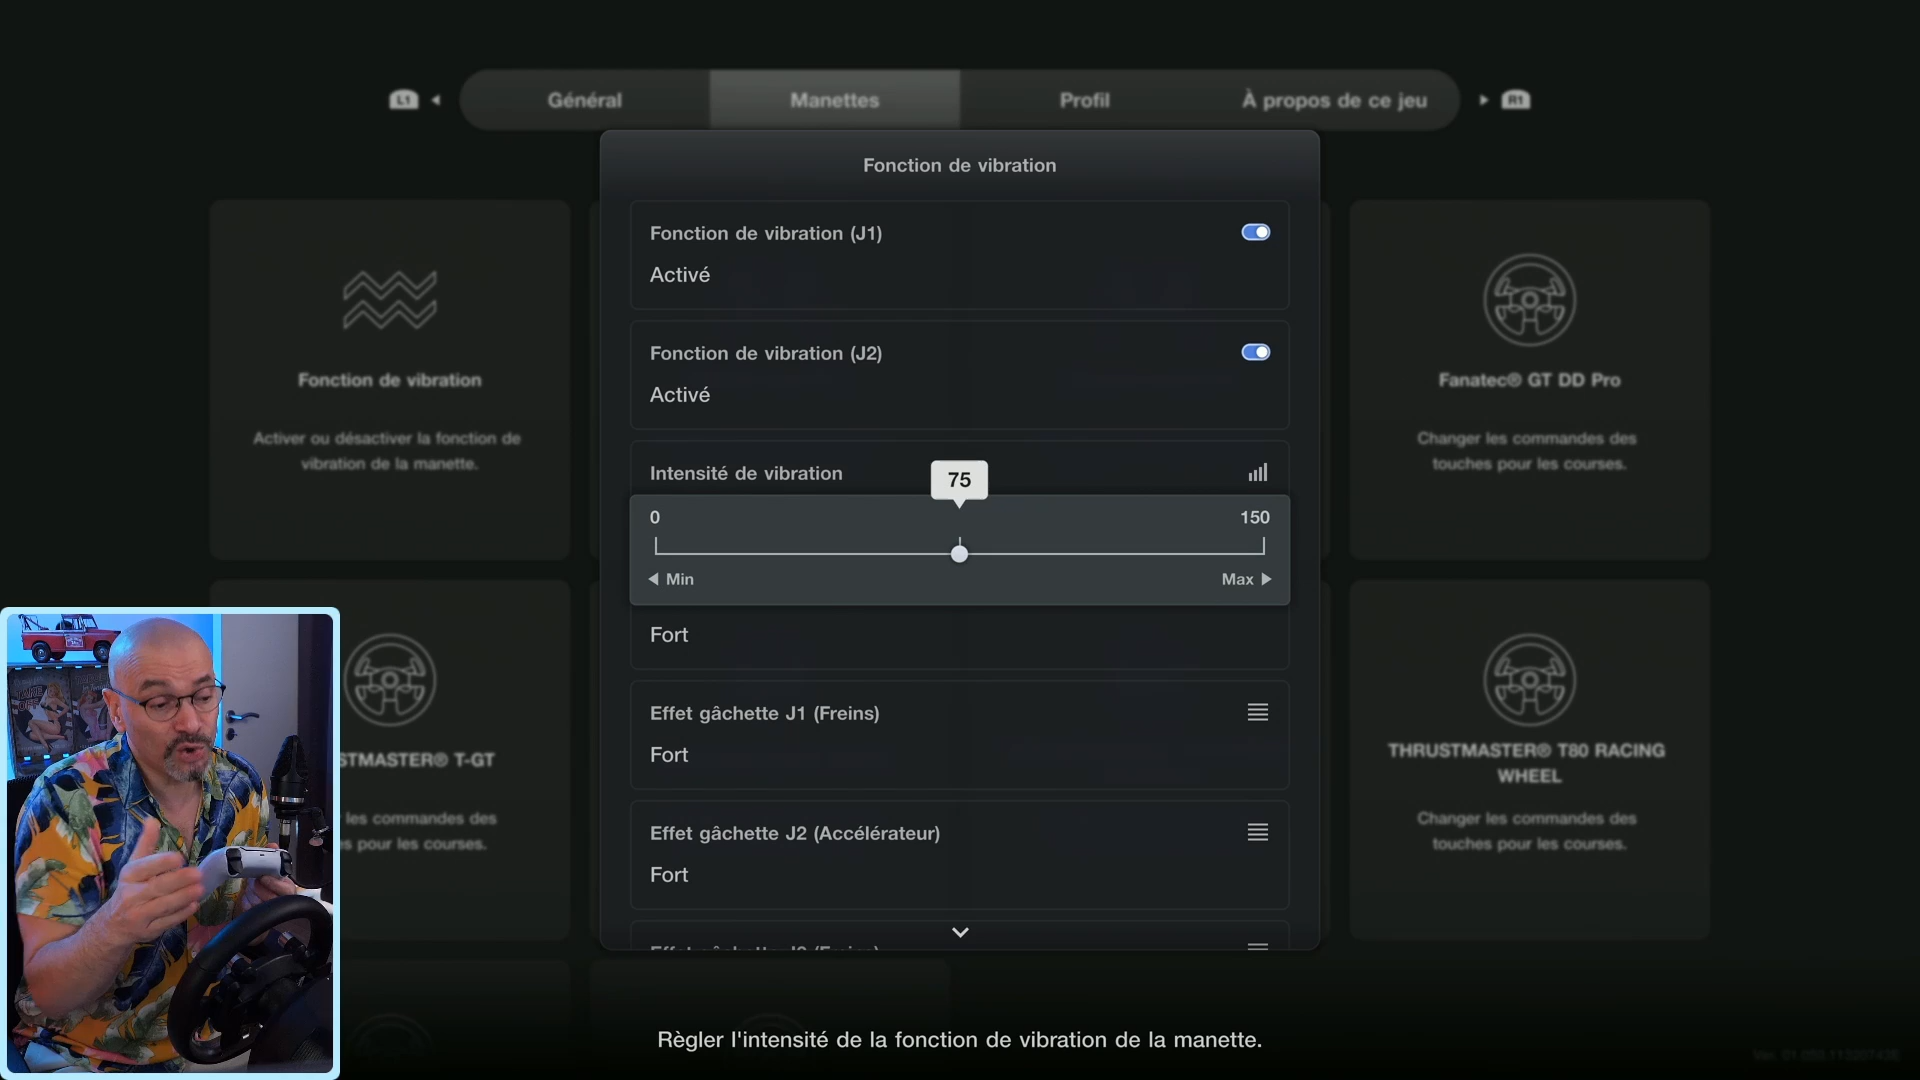 L1
Général
Manettes
Profil
À propos de ce jeu
R1
Fonction de vibration
Fonction de vibration (J1)
Activé
Fonction de vibration (J2)
Activé
Intensité de vibration
75
0
150
Min
Max
Fort
Effet gâchette J1 (Freins)
Fort
Effet gâchette J2 (Accélérateur)
Fort
Fonction de vibration
Activer ou désactiver la fonction de
vibration de la manette.
Fanatec® GT DD Pro
Changer les commandes des
touches pour les courses.
STMASTER® T-GT
les commandes des
s pour les courses.
THRUSTMASTER® T80 RACING
WHEEL
Changer les commandes des
touches pour les courses.
Règler l'intensité de la fonction de vibration de la manette.